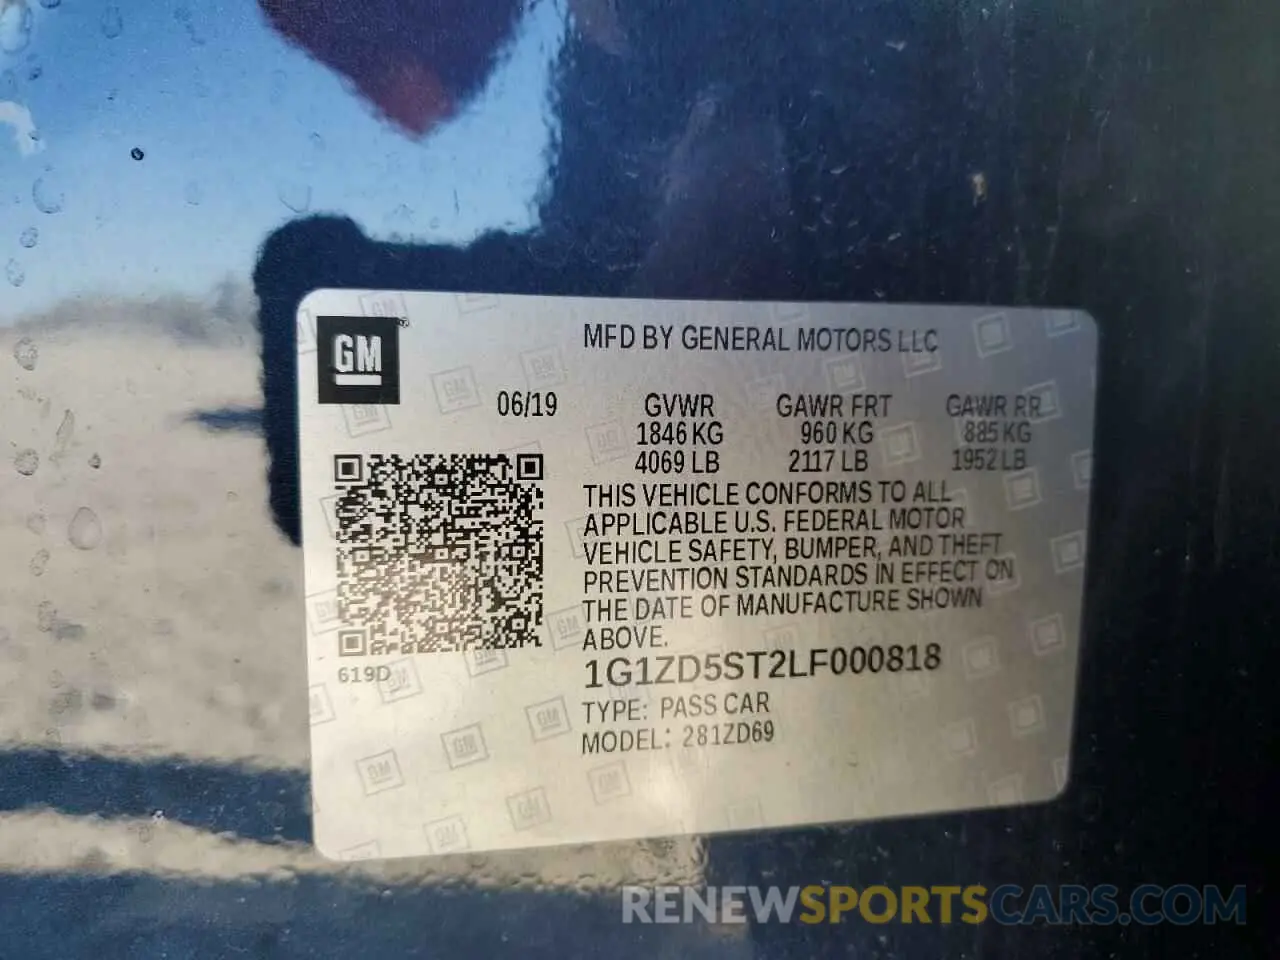 GM
MFD BY GENERAL MOTORS LLC
06/19 GVWR GAWR FRT GAWR RR
1846 KG 960 KG 885 KG
4069 LB 2117 LB 1952 LB
THIS VEHICLE CONFORMS TO ALL
APPLICABLE U.S. FEDERAL MOTOR
VEHICLE SAFETY, BUMPER, AND THEFT
PREVENTION STANDARDS IN EFFECT ON
THE DATE OF MANUFACTURE SHOWN
ABOVE.
619D
1G1ZD5ST2LF000818
TYPE: PASS CAR
MODEL: 281ZD69
RENEWSPORTSCARS.COM